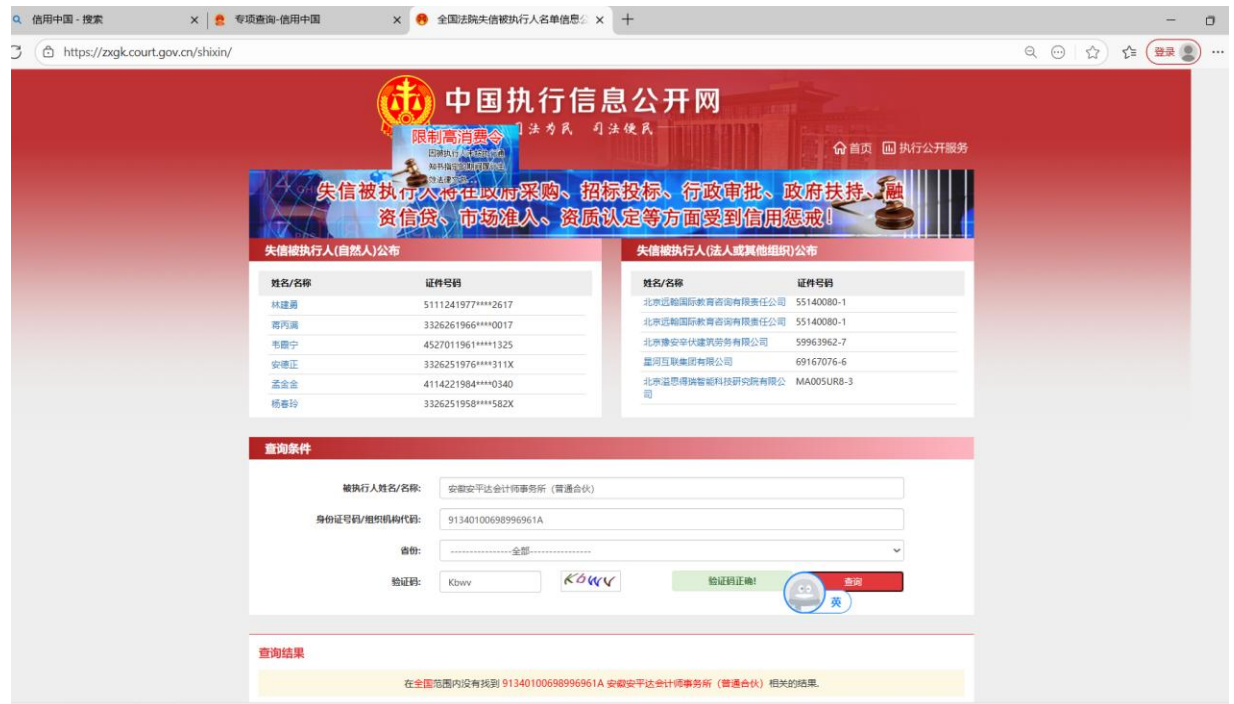 信用中国 - 搜索
专项查询-信用中国
全国法院失信被执行人名单信息公
https://zxgk.court.gov.cn/shixin/
登录
中国执行信息公开网
司法为民 司法便民
首页 执行公开服务
限制高消费令
失信被执行人将在政府采购、招标投标、行政审批、政府扶持、融
资信贷、市场准入、资质认定等方面受到信用惩戒!
失信被执行人(自然人)公布
姓名/名称 证件号码
林建勇 5111241977****2617
蒋丙满 3326261966****0017
韦霞宁 4527011961****1325
安德正 3326251976****311X
孟金金 4114221984****0340
杨春玲 3326251958****582X
失信被执行人(法人或其他组织)公布
姓名/名称 证件号码
北京远翰国际教育咨询有限责任公司 55140080-1
北京远翰国际教育咨询有限责任公司 55140080-1
北京豫安辛伏建筑劳务有限公司 59963962-7
星河互联集团有限公司 69167076-6
北京溢思得瑞智能科技研究院有限公 MA005UR8-3
司
查询条件
被执行人姓名/名称: 安徽安平达会计师事务所（普通合伙）
身份证号码/组织机构代码: 91340100698996961A
省份: ----------------全部----------------
验证码: Kbwv Kbwv 验证码正确! 查询
英
查询结果
在全国范围内没有找到 91340100698996961A 安徽安平达会计师事务所（普通合伙）相关的结果.